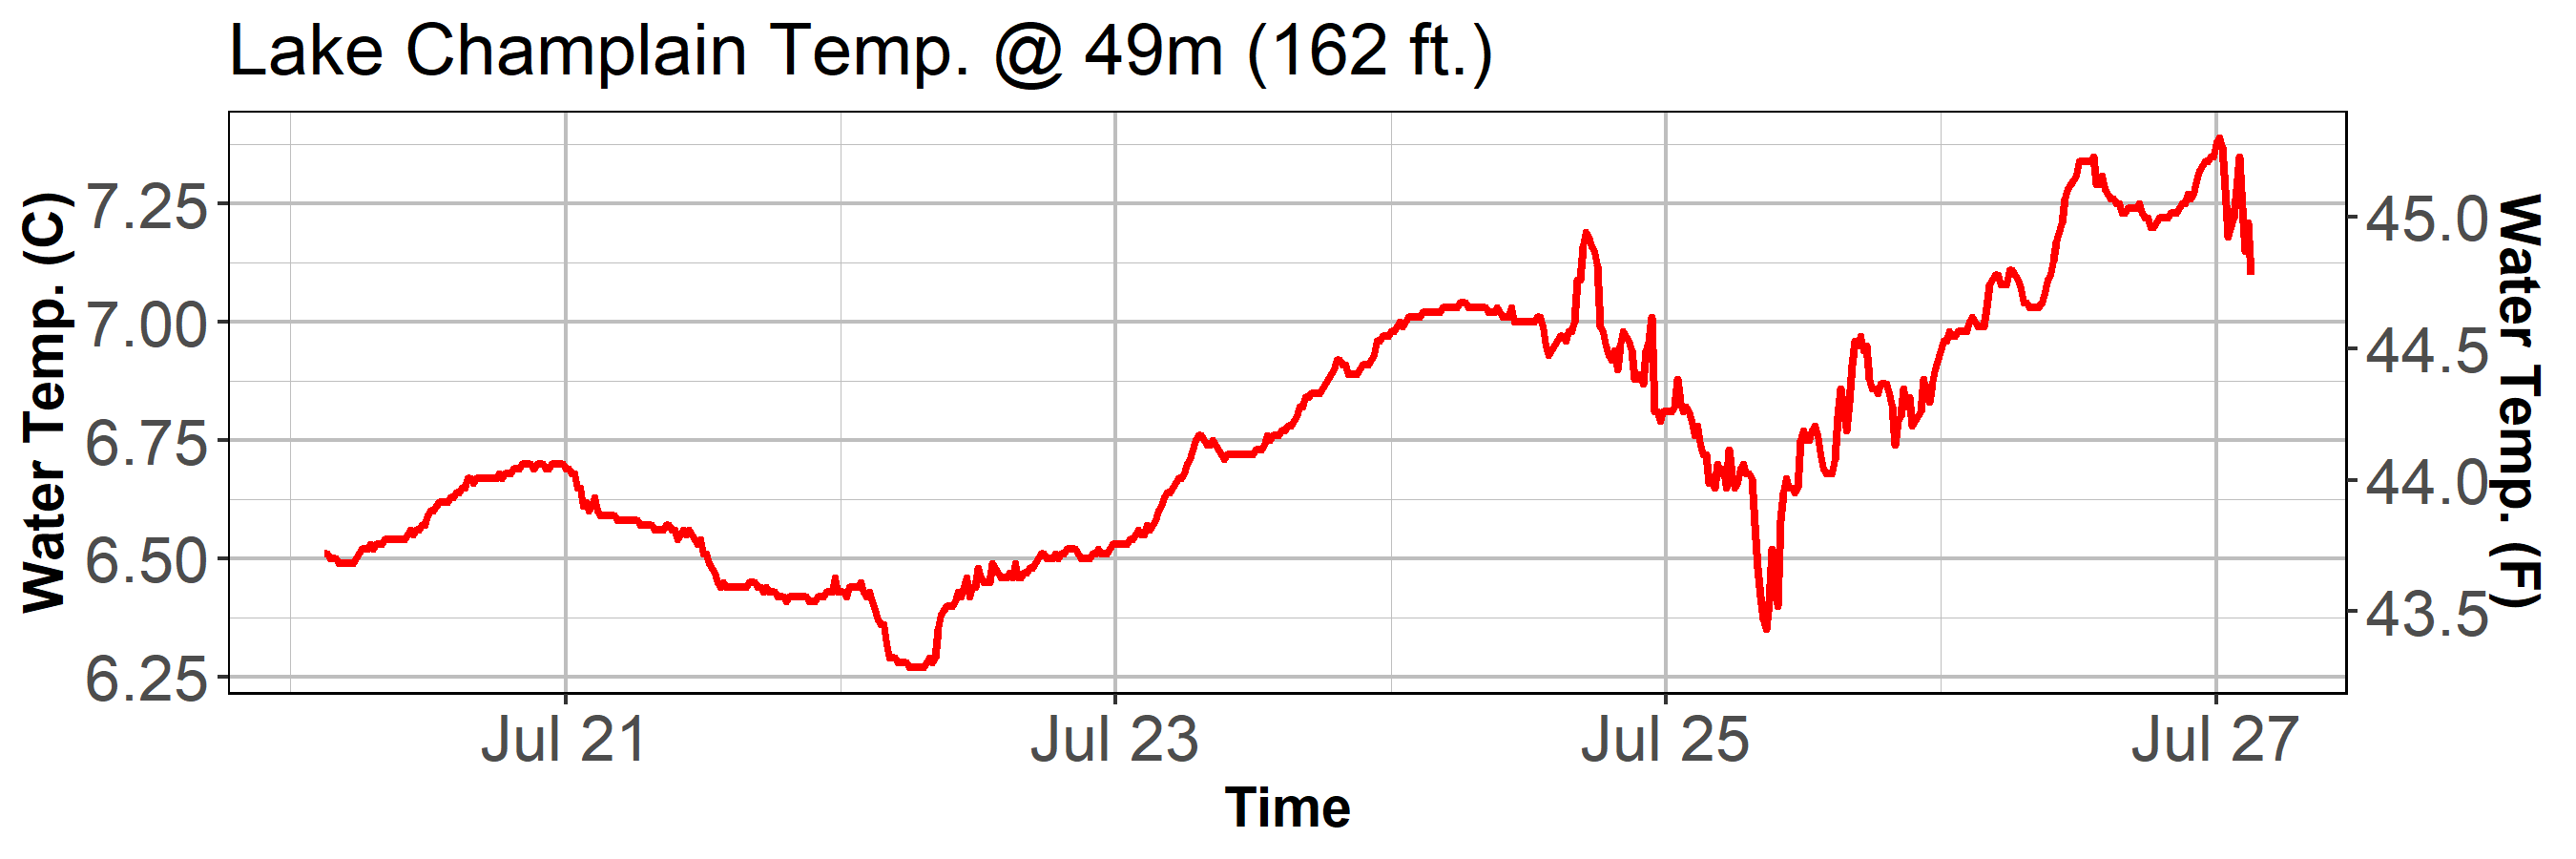 Lake Champlain Temp. @ 49m (162 ft.)
Water Temp. (C)
7.25
7.00
6.75
6.50
6.25
45.0
44.5
44.0
43.5
Water Temp. (F)
Jul 21
Jul 23
Jul 25
Jul 27
Time